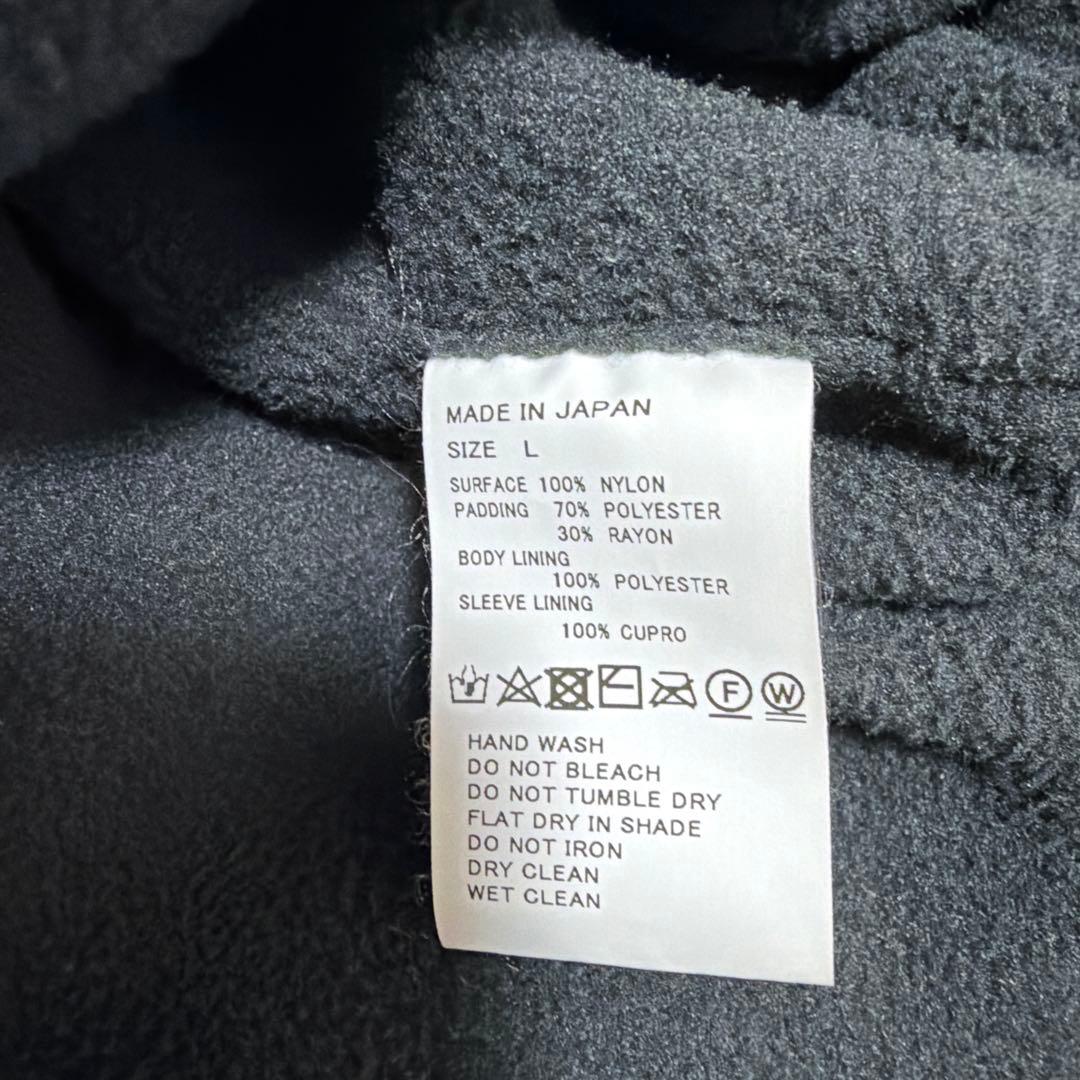 MADE IN JAPAN
SIZE L
SURFACE 100% NYLON
PADDING 70% POLYESTER
30% RAYON
BODY LINING
100% POLYESTER
SLEEVE LINING
100% CUPRO
F W
HAND WASH
DO NOT BLEACH
DO NOT TUMBLE DRY
FLAT DRY IN SHADE
DO NOT IRON
DRY CLEAN
WET CLEAN